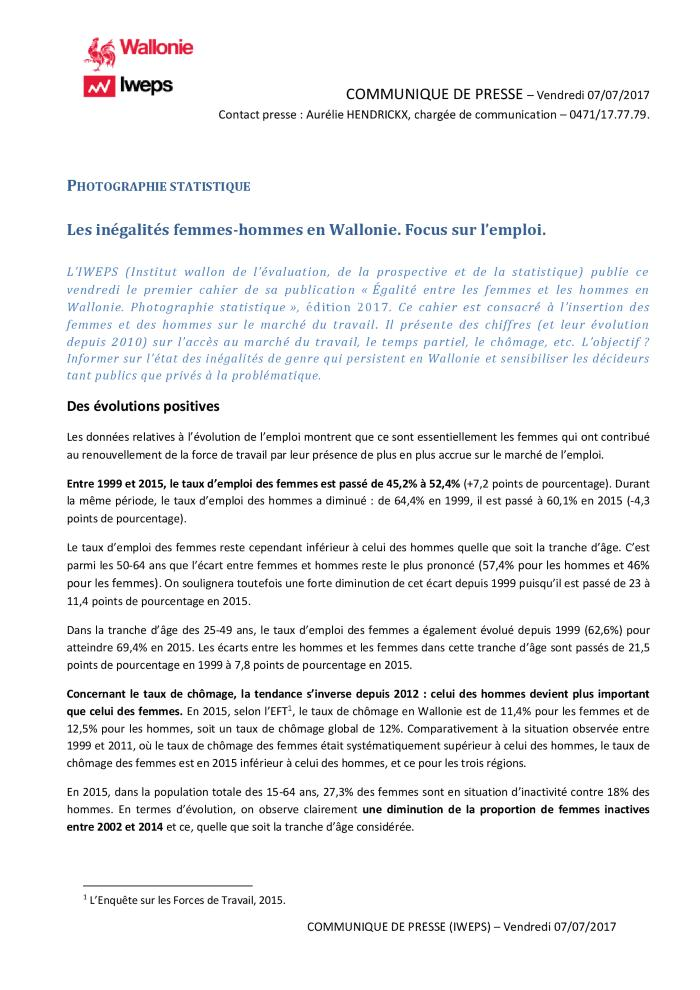 Wallonie
Iweps
COMMUNIQUE DE PRESSE – Vendredi 07/07/2017
Contact presse : Aurélie HENDRICKX, chargée de communication – 0471/17.77.79.
PHOTOGRAPHIE STATISTIQUE
Les inégalités femmes-hommes en Wallonie. Focus sur l'emploi.
L'IWEPS (Institut wallon de l'évaluation, de la prospective et de la statistique) publie ce
vendredi le premier cahier de sa publication « Égalité entre les femmes et les hommes en
Wallonie. Photographie statistique », édition 2017. Ce cahier est consacré à l'insertion des
femmes et des hommes sur le marché du travail. Il présente des chiffres (et leur évolution
depuis 2010) sur l'accès au marché du travail, le temps partiel, le chômage, etc. L'objectif ?
Informer sur l'état des inégalités de genre qui persistent en Wallonie et sensibiliser les décideurs
tant publics que privés à la problématique.
Des évolutions positives
Les données relatives à l'évolution de l'emploi montrent que ce sont essentiellement les femmes qui ont contribué
au renouvellement de la force de travail par leur présence de plus en plus accrue sur le marché de l'emploi.
Entre 1999 et 2015, le taux d'emploi des femmes est passé de 45,2% à 52,4% (+7,2 points de pourcentage). Durant
la même période, le taux d'emploi des hommes a diminué : de 64,4% en 1999, il est passé à 60,1% en 2015 (-4,3
points de pourcentage).
Le taux d'emploi des femmes reste cependant inférieur à celui des hommes quelle que soit la tranche d'âge. C'est
parmi les 50-64 ans que l'écart entre femmes et hommes reste le plus prononcé (57,4% pour les hommes et 46%
pour les femmes). On soulignera toutefois une forte diminution de cet écart depuis 1999 puisqu'il est passé de 23 à
11,4 points de pourcentage en 2015.
Dans la tranche d'âge des 25-49 ans, le taux d'emploi des femmes a également évolué depuis 1999 (62,6%) pour
atteindre 69,4% en 2015. Les écarts entre les hommes et les femmes dans cette tranche d'âge sont passés de 21,5
points de pourcentage en 1999 à 7,8 points de pourcentage en 2015.
Concernant le taux de chômage, la tendance s'inverse depuis 2012 : celui des hommes devient plus important
que celui des femmes. En 2015, selon l'EFT1, le taux de chômage en Wallonie est de 11,4% pour les femmes et de
12,5% pour les hommes, soit un taux de chômage global de 12%. Comparativement à la situation observée entre
1999 et 2011, où le taux de chômage des femmes était systématiquement supérieur à celui des hommes, le taux de
chômage des femmes est en 2015 inférieur à celui des hommes, et ce pour les trois régions.
En 2015, dans la population totale des 15-64 ans, 27,3% des femmes sont en situation d'inactivité contre 18% des
hommes. En termes d'évolution, on observe clairement une diminution de la proportion de femmes inactives
entre 2002 et 2014 et ce, quelle que soit la tranche d'âge considérée.
1 L'Enquête sur les Forces de Travail, 2015.
COMMUNIQUE DE PRESSE (IWEPS) – Vendredi 07/07/2017